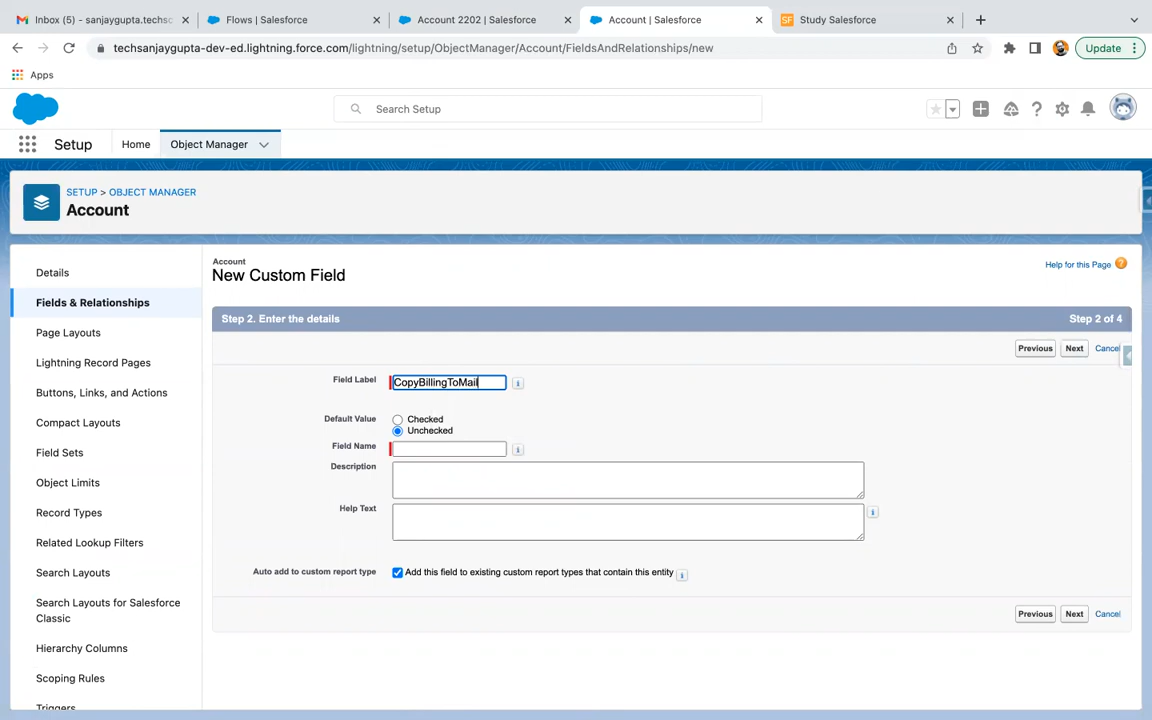 Inbox (5) - sanjaygupta.techsc
Flows | Salesforce
Account 2202 | Salesforce
Account | Salesforce
SF Study Salesforce
techsanjaygupta-dev-ed.lightning.force.com/lightning/setup/ObjectManager/Account/FieldsAndRelationships/new
Update
Apps
Search Setup
Setup
Home
Object Manager
SETUP > OBJECT MANAGER
Account
Details
Fields & Relationships
Page Layouts
Lightning Record Pages
Buttons, Links, and Actions
Compact Layouts
Field Sets
Object Limits
Record Types
Related Lookup Filters
Search Layouts
Search Layouts for Salesforce
Classic
Hierarchy Columns
Scoping Rules
Triggers
Account
New Custom Field
Help for this Page ?
Step 2. Enter the details
Step 2 of 4
Previous
Next
Cancel
Field Label
CopyBillingToMail
i
Default Value
Checked
Unchecked
Field Name
i
Description
Help Text
i
Auto add to custom report type
Add this field to existing custom report types that contain this entity
i
Previous
Next
Cancel